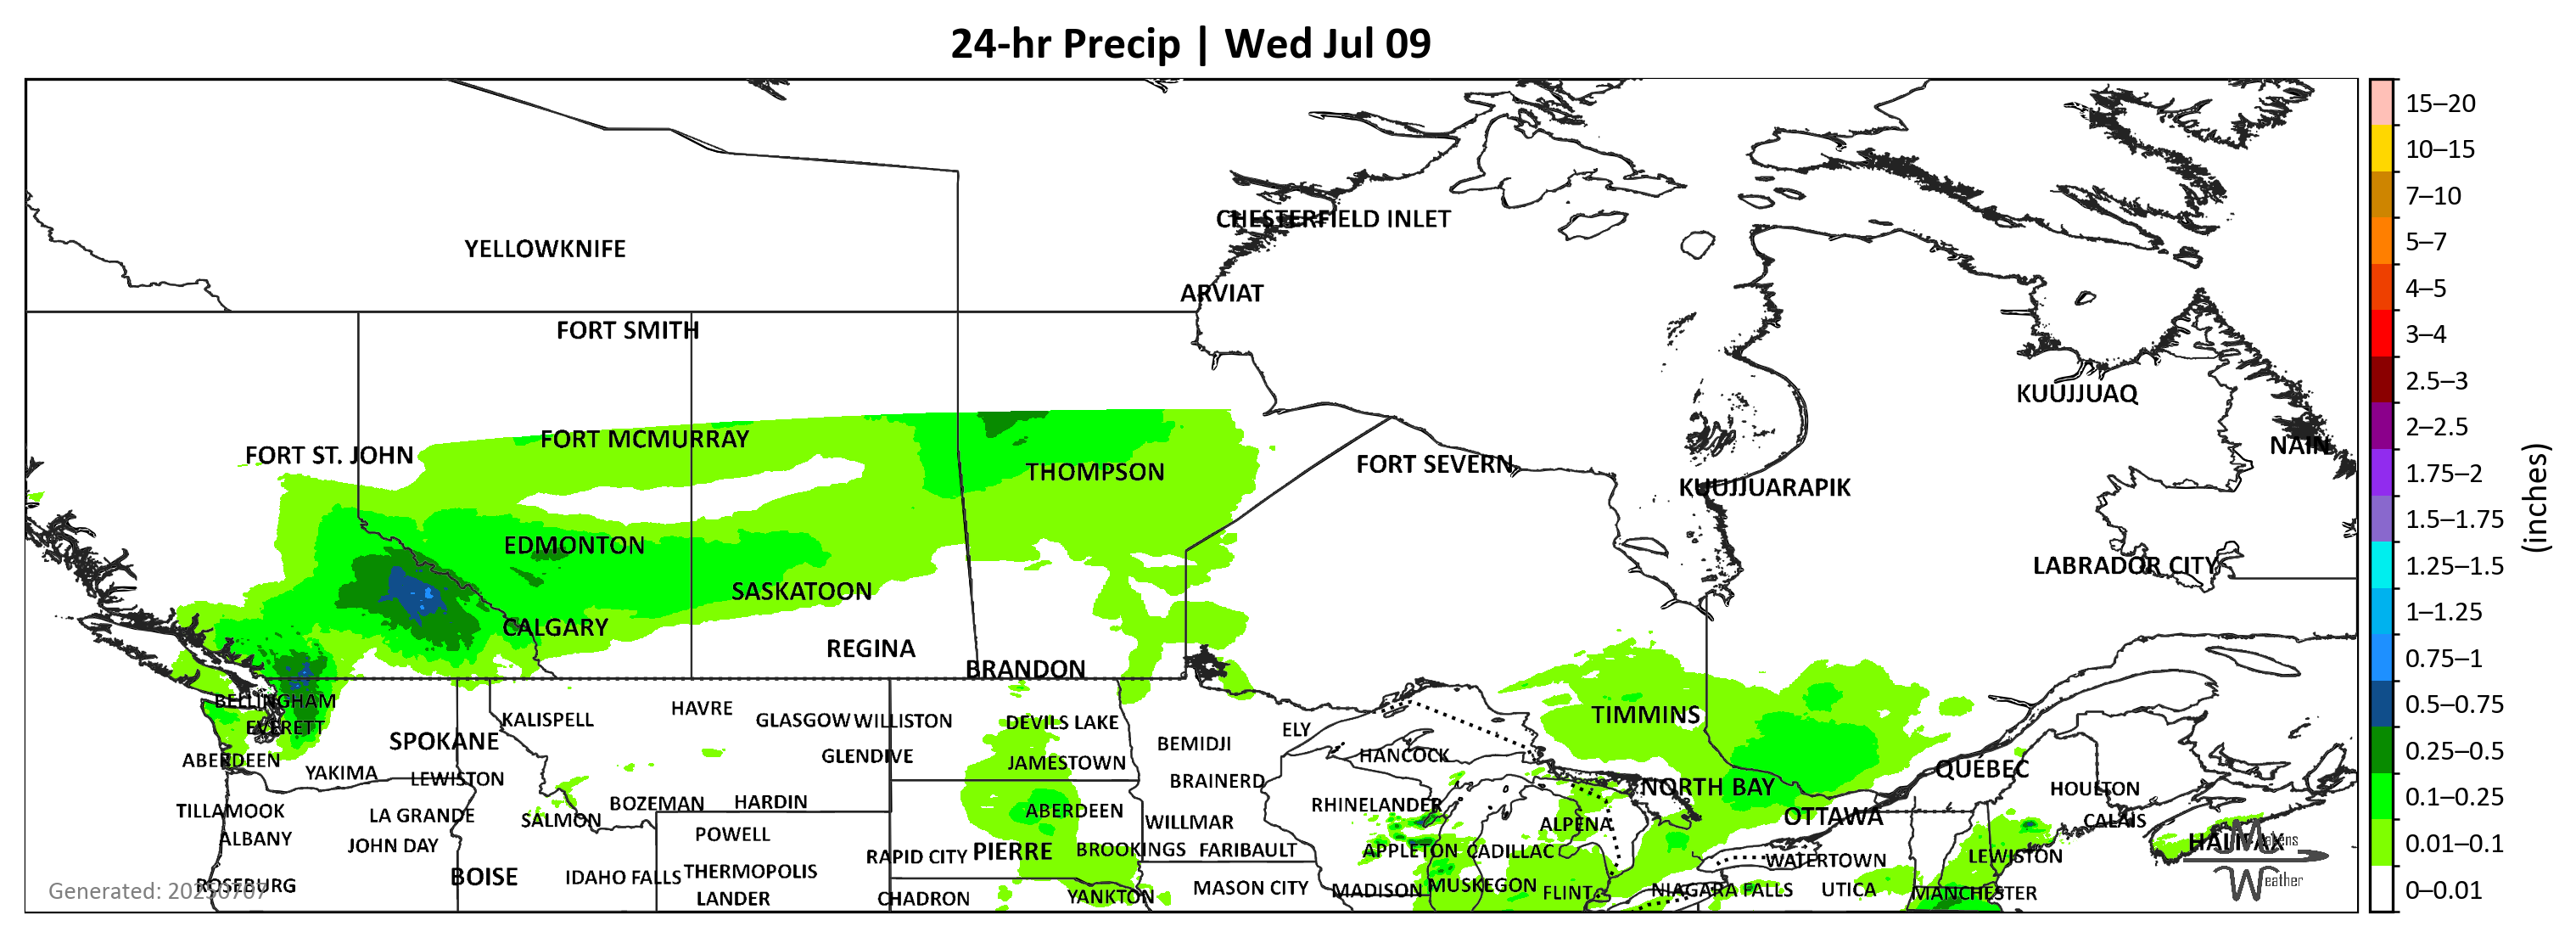 24-hr Precip | Wed Jul 09
15–20
10–15
7–10
5–7
4–5
3–4
2.5–3
2–2.5
1.75–2
1.5–1.75
1.25–1.5
1–1.25
0.75–1
0.5–0.75
0.25–0.5
0.1–0.25
0.01–0.1
0–0.01
(inches)
CHESTERFIELD INLET
YELLOWKNIFE
ARVIAT
FORT SMITH
KUUJJUAQ
FORT MCMURRAY
NAIN
FORT ST. JOHN
FORT SEVERN
THOMPSON
KUUJJUARAPIK
EDMONTON
LABRADOR CITY
SASKATOON
CALGARY
REGINA
BRANDON
BELLINGHAM
HAVRE
TIMMINS
KALISPELL
GLASGOW
WILLISTON
DEVILS LAKE
EVERETT
ELY
SPOKANE
BEMIDJI
GLENDIVE
HANCOCK
ABERDEEN
JAMESTOWN
QUÉBEC
YAKIMA
LEWISTON
BRAINERD
NORTH BAY
HOULTON
BOZEMAN
HARDIN
RHINELANDER
TILLAMOOK
LA GRANDE
SALMON
ABERDEEN
WILLMAR
ALPENA
OTTAWA
CALAIS
ALBANY
JOHN DAY
POWELL
HALIFAX
Makens
Weather
PIERRE
BROOKINGS
FARIBAULT
APPLETON
CADILLAC
RAPID CITY
WATERTOWN
LEWISTON
BOISE
IDAHO FALLS
THERMOPOLIS
ROSEBURG
Generated: 20250707
MASON CITY
MADISON
MUSKEGON
FLINT
NIAGARA FALLS
UTICA
MANCHESTER
LANDER
CHADRON
YANKTON